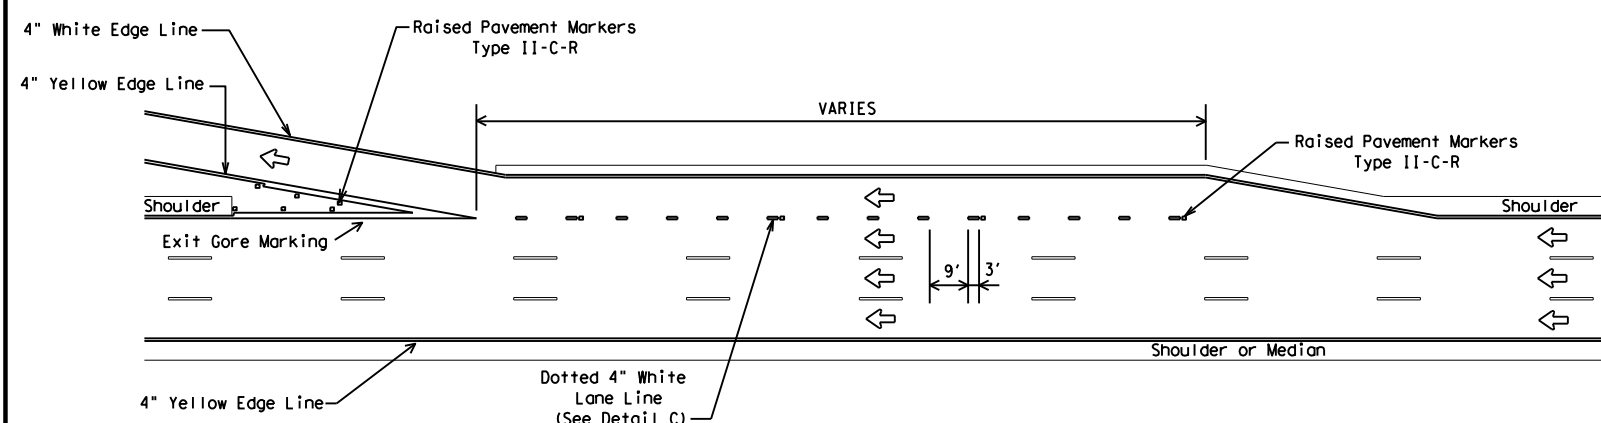 4" White Edge Line
Raised Pavement Markers
Type II-C-R
4" Yellow Edge Line
VARIES
Raised Pavement Markers
Type II-C-R
Shoulder
Shoulder
Exit Gore Marking
9'
3'
Shoulder or Median
Dotted 4" White
Lane Line
(See Detail C)
4" Yellow Edge Line